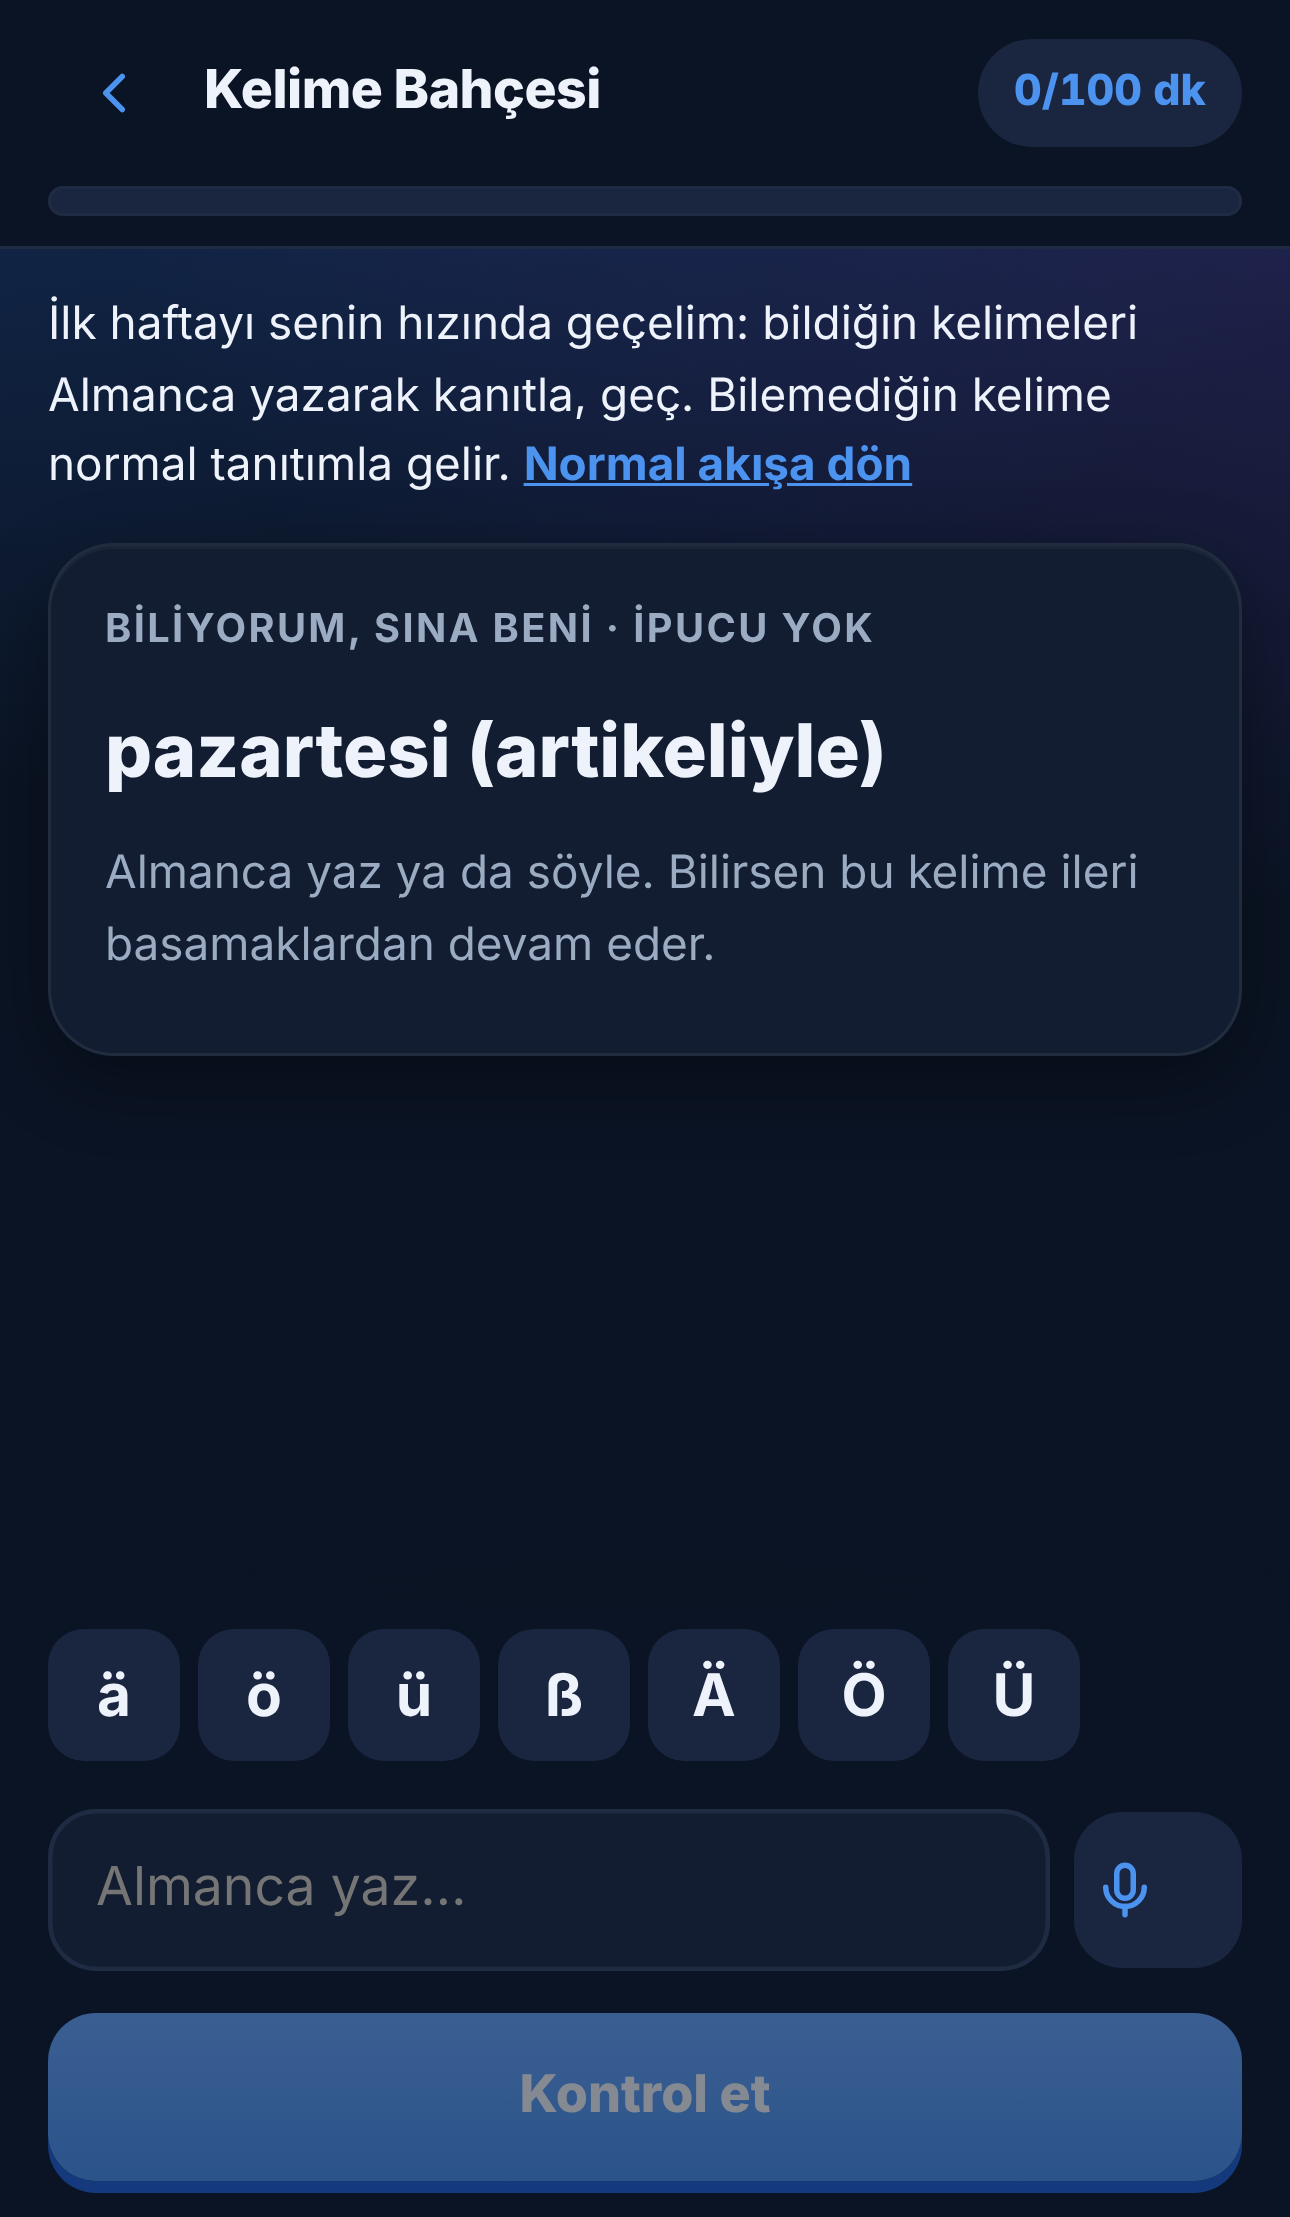 Kelime Bahçesi
0/100 dk
İlk haftayı senin hızında geçelim: bildiğin kelimeleri
Almanca yazarak kanıtla, geç. Bilemediğin kelime
normal tanıtımla gelir. Normal akışa dön
BİLİYORUM, SINA BENİ · İPUCU YOK
pazartesi (artikeliyle)
Almanca yaz ya da söyle. Bilirsen bu kelime ileri
basamaklardan devam eder.
ä ö ü ß Ä Ö Ü
Almanca yaz...
Kontrol et